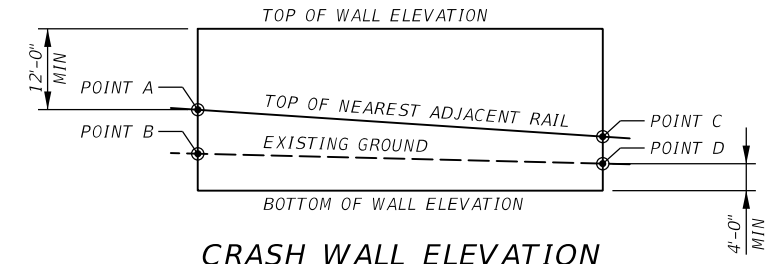 TOP OF WALL ELEVATION
12'-0"
MIN
POINT A
TOP OF NEAREST ADJACENT RAIL
POINT C
POINT B
EXISTING GROUND
POINT D
BOTTOM OF WALL ELEVATION
4'-0"
MIN
CRASH WALL ELEVATION